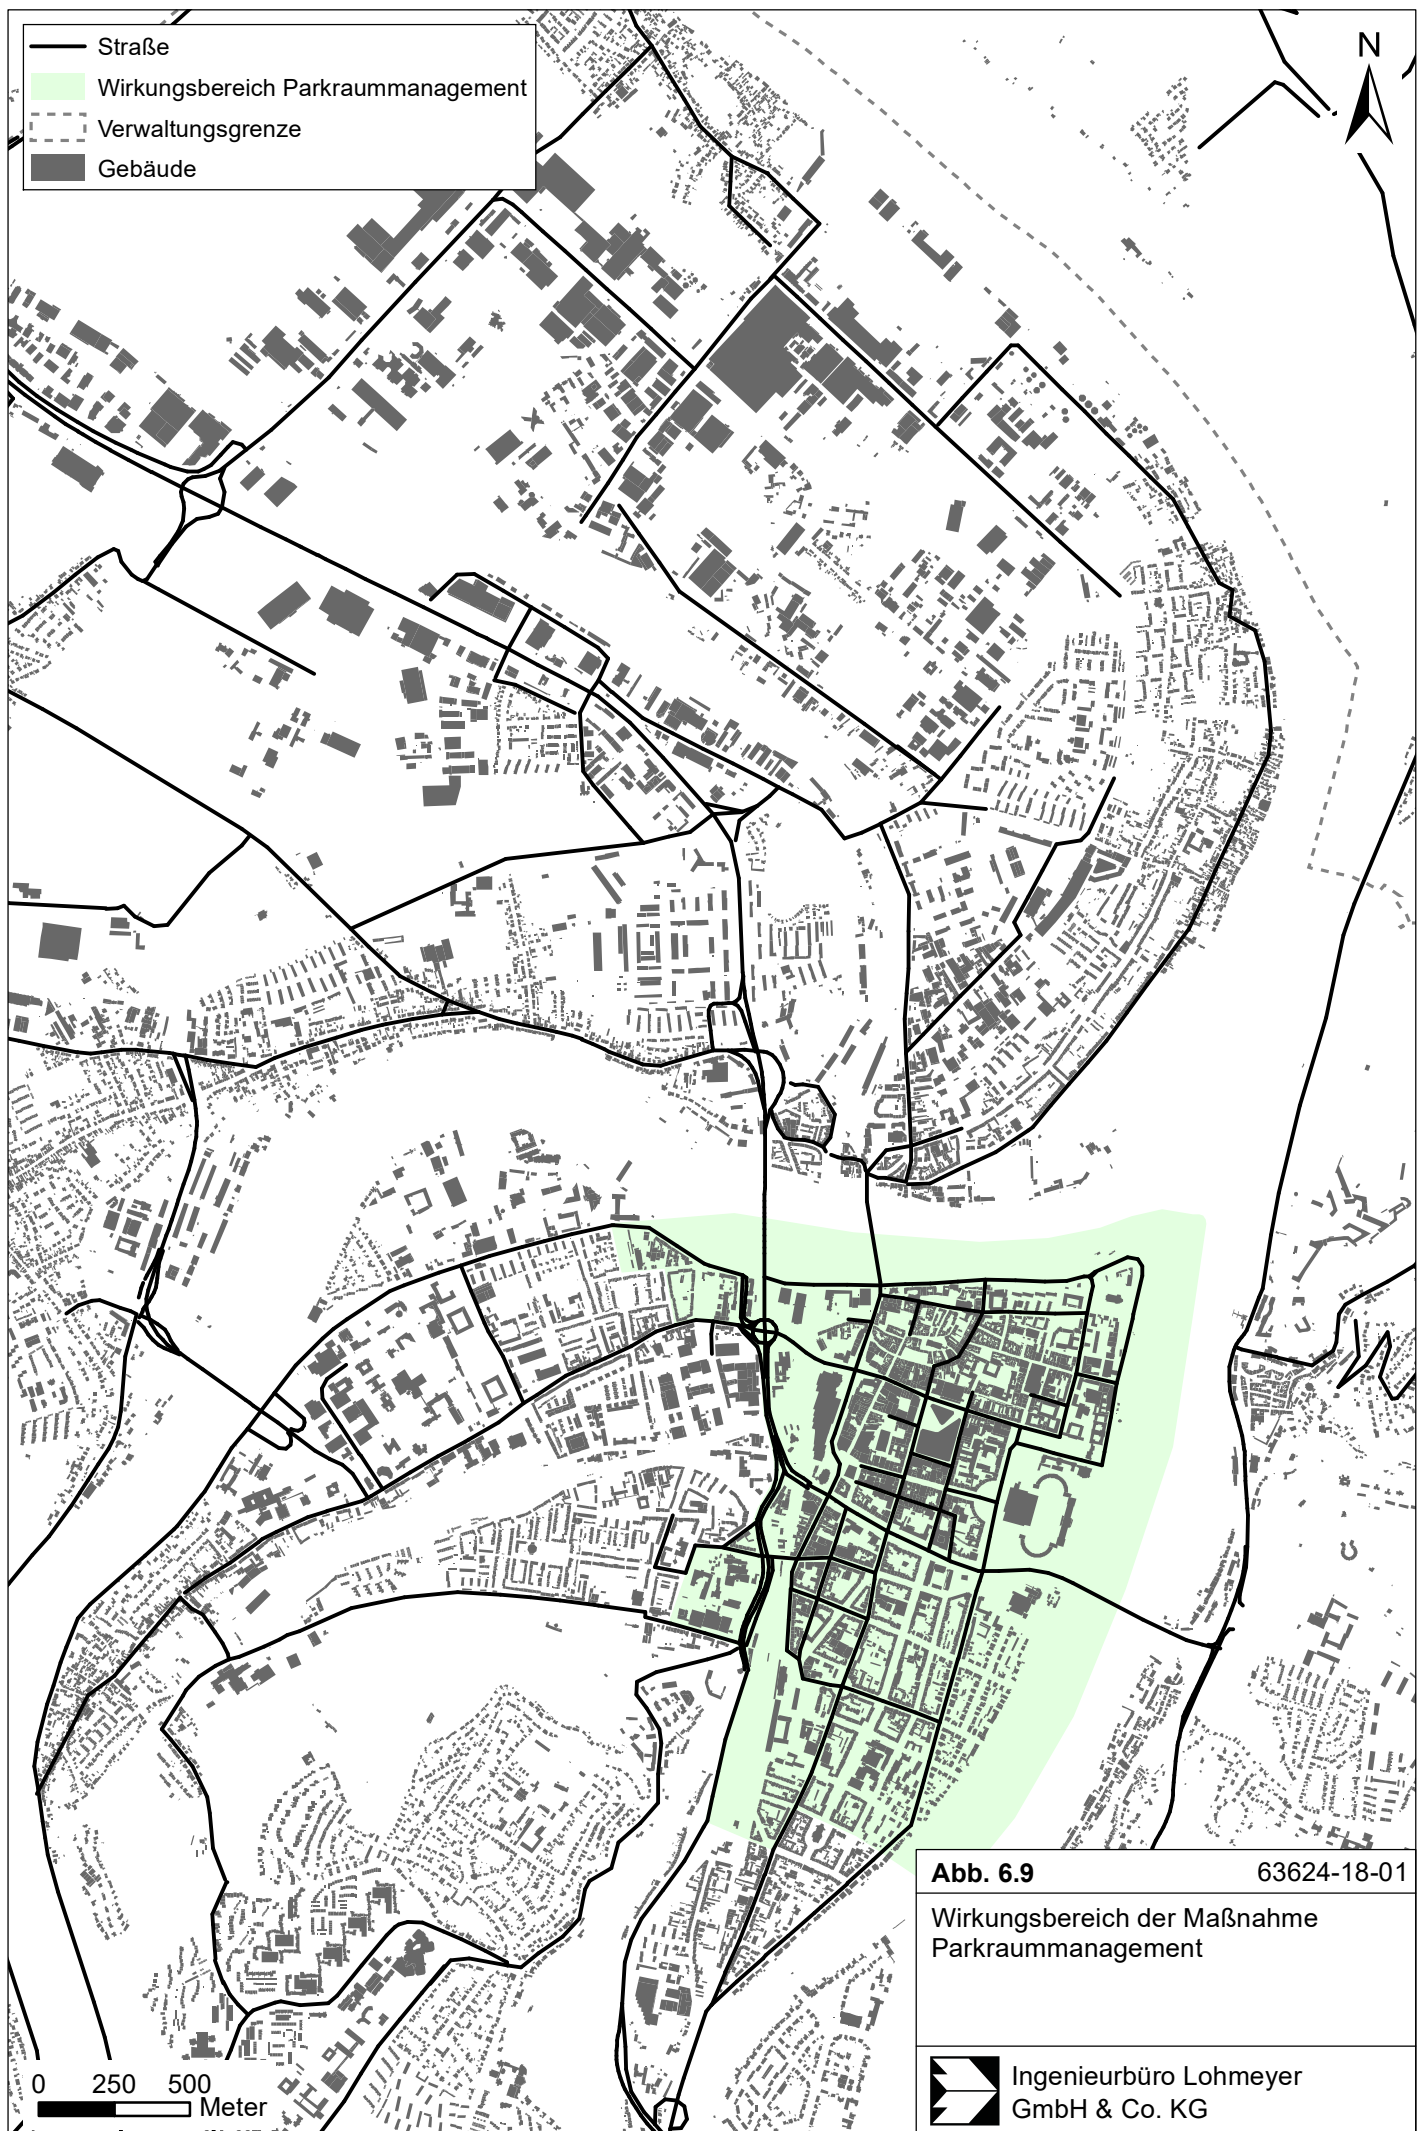 Straße
Wirkungsbereich Parkraummanagement
Verwaltungsgrenze
Gebäude
N
0 250 500
Meter
Abb. 6.9 63624-18-01
Wirkungsbereich der Maßnahme
Parkraummanagement
Ingenieurbüro Lohmeyer
GmbH & Co. KG